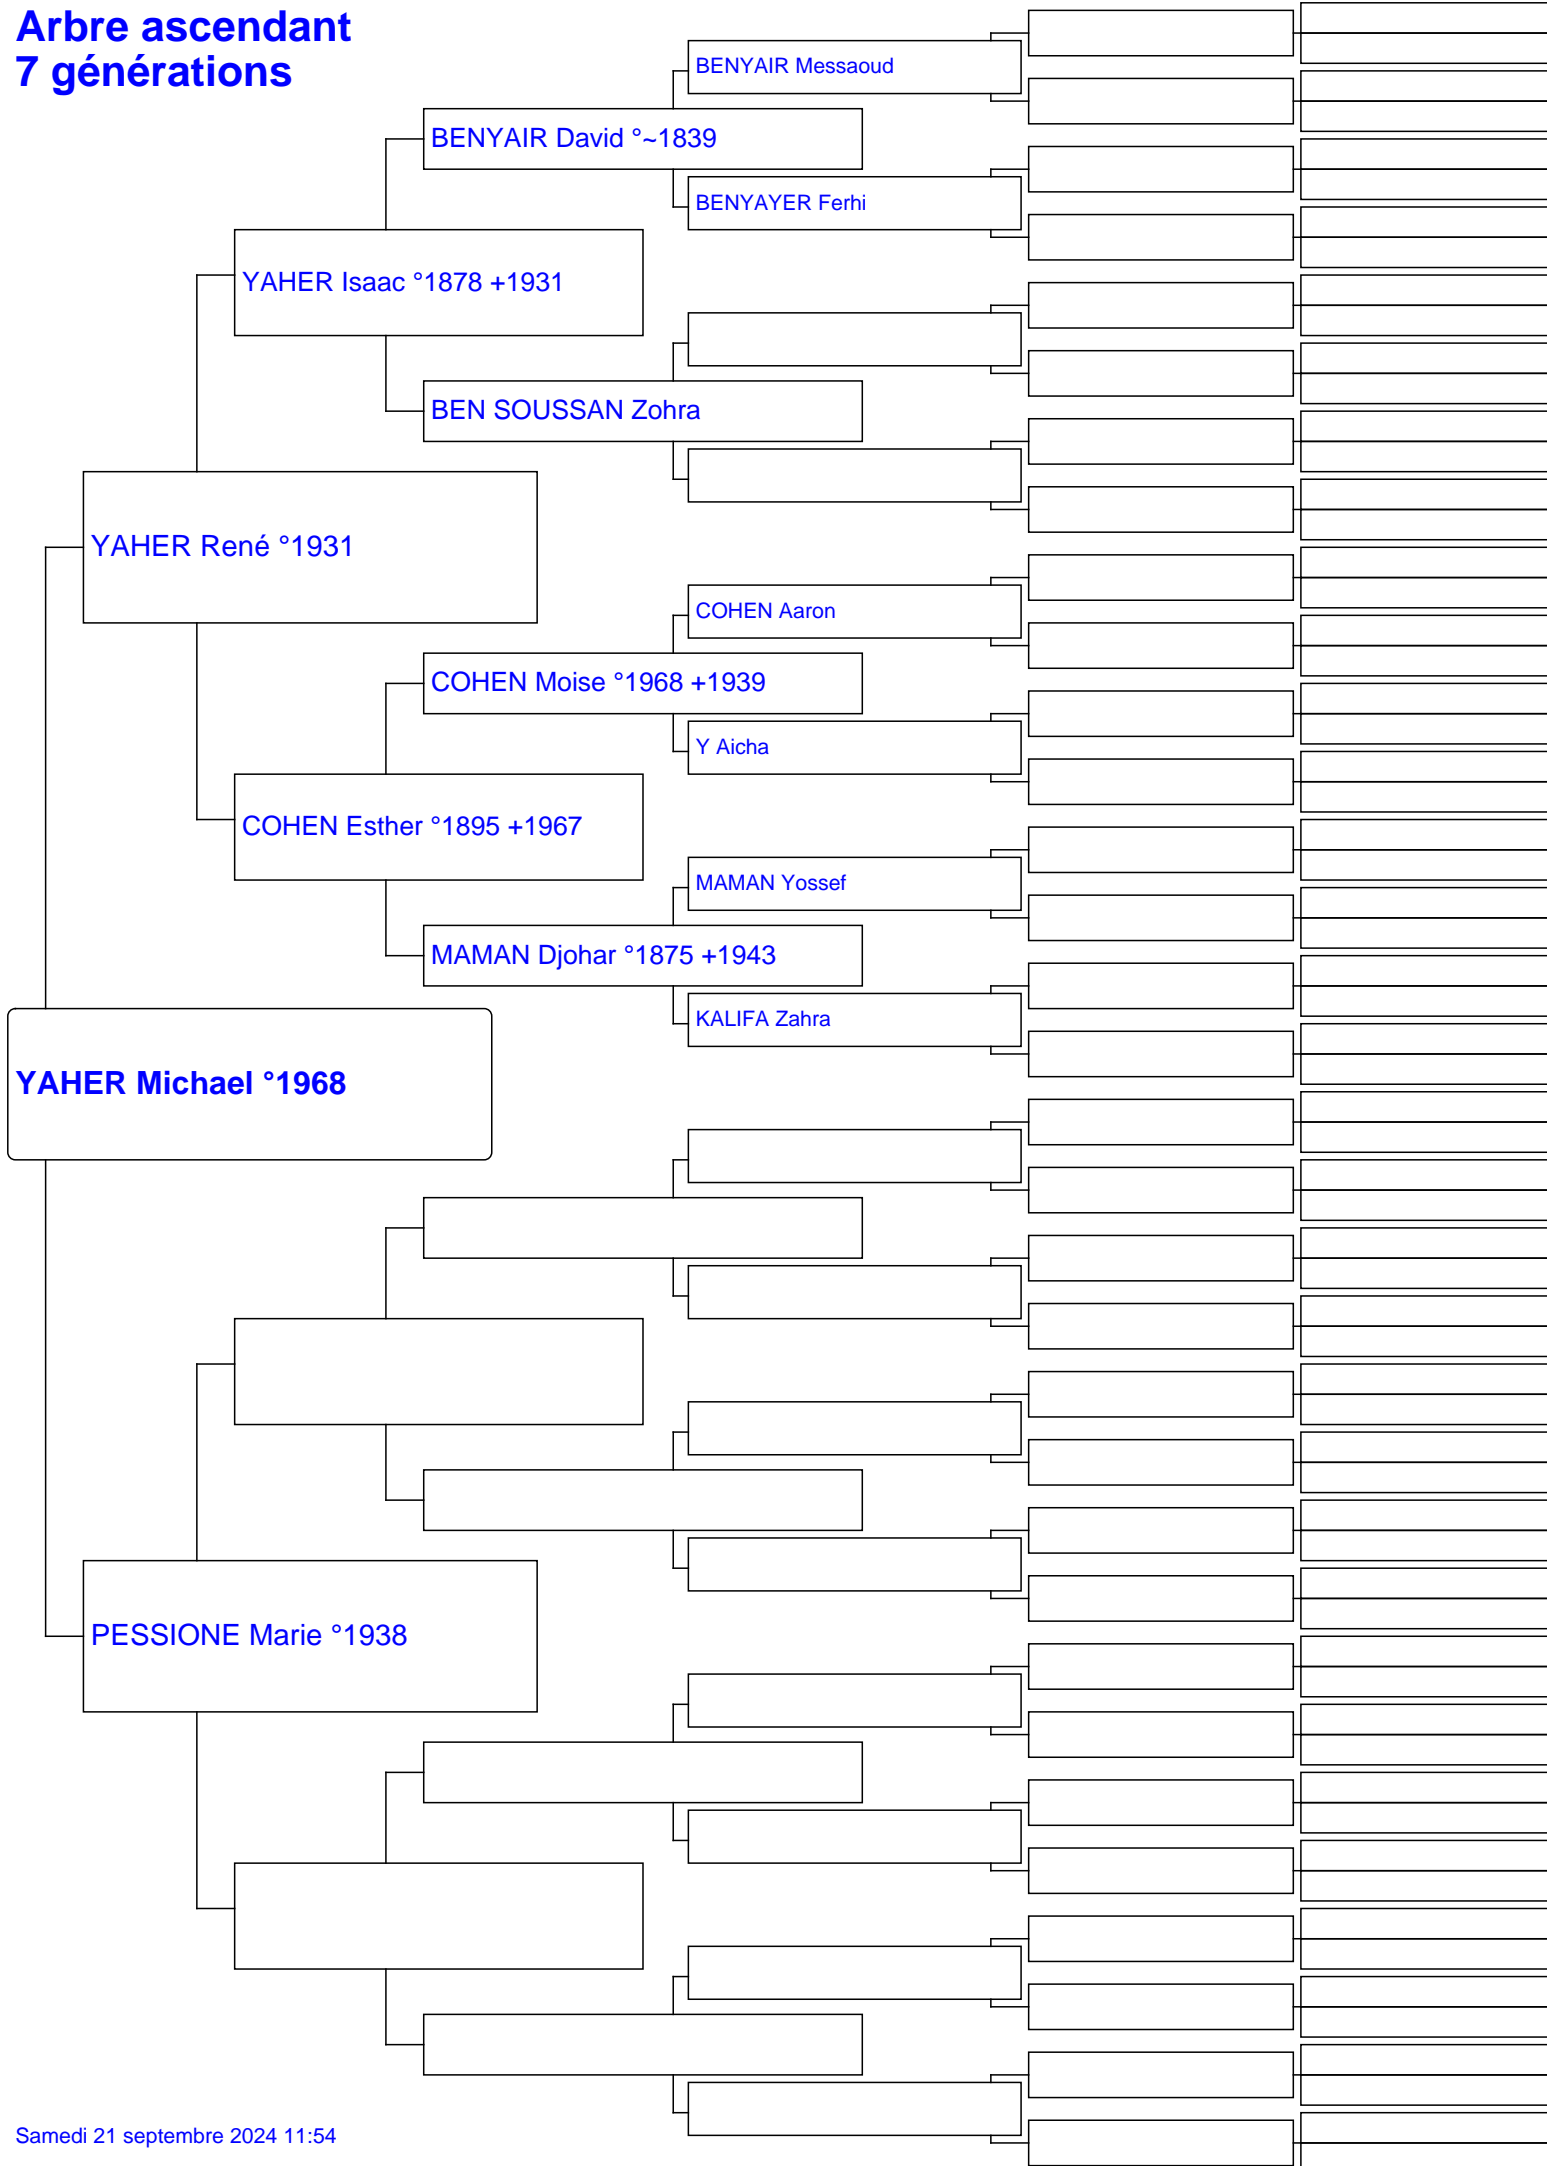 Arbre ascendant
7 générations
BENYAIR Messaoud
BENYAIR David °~1839
BENYAYER Ferhi
YAHER Isaac °1878 +1931
BEN SOUSSAN Zohra
YAHER René °1931
COHEN Aaron
COHEN Moise °1968 +1939
Y Aicha
COHEN Esther °1895 +1967
MAMAN Yossef
MAMAN Djohar °1875 +1943
KALIFA Zahra
YAHER Michael °1968
PESSIONE Marie °1938
Samedi 21 septembre 2024 11:54